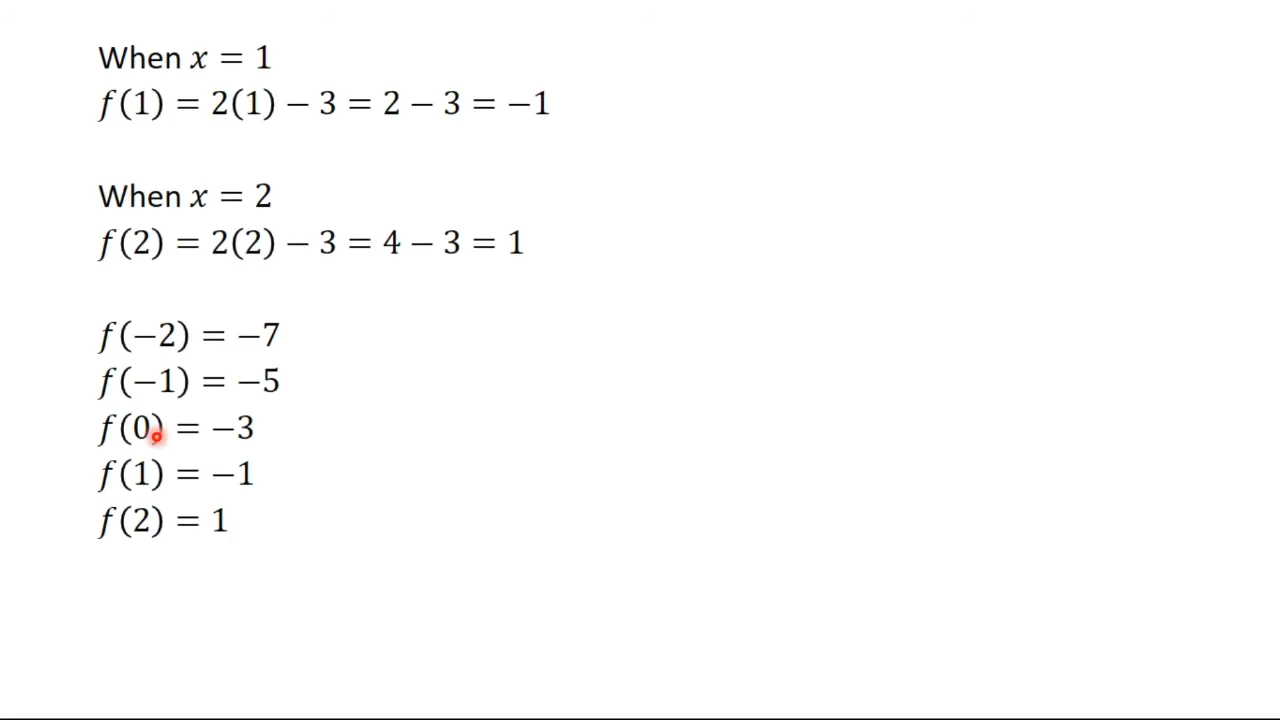 When x = 1
f(1) = 2(1) − 3 = 2 − 3 = −1
When x = 2
f(2) = 2(2) − 3 = 4 − 3 = 1
f(−2) = −7
f(−1) = −5
f(0) = −3
f(1) = −1
f(2) = 1